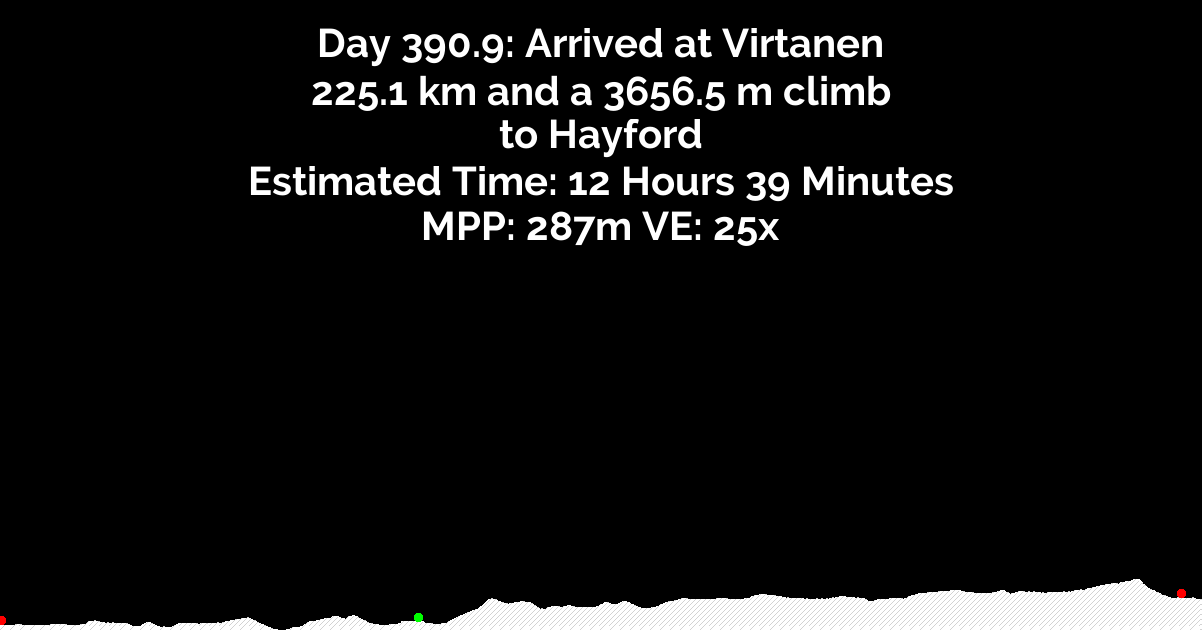 Day 390.9: Arrived at Virtanen
225.1 km and a 3656.5 m climb
to Hayford
Estimated Time: 12 Hours 39 Minutes
MPP: 287m VE: 25x